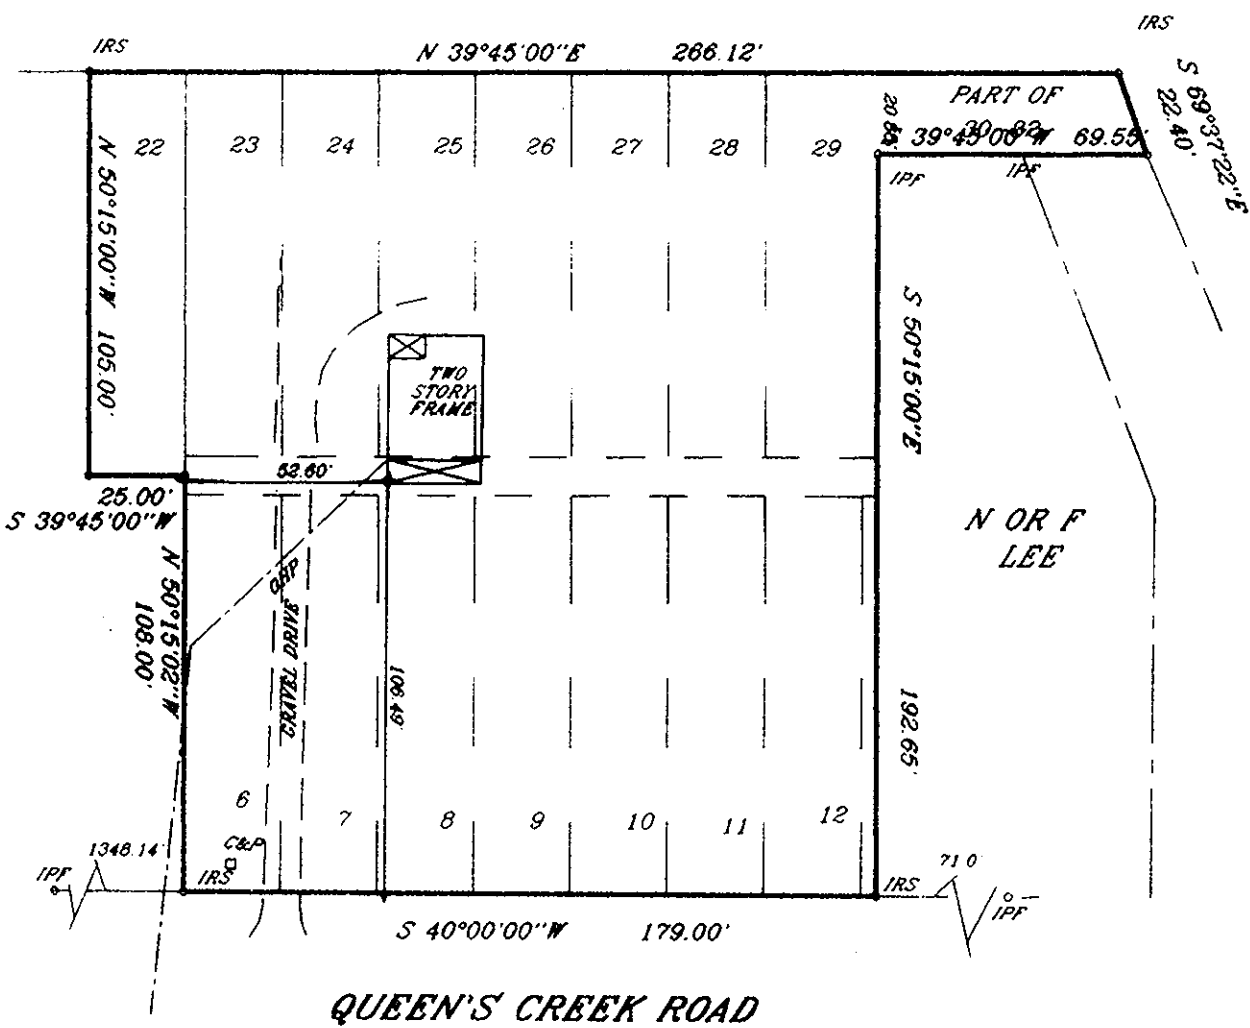 IRS
N 39°45'00"E 266.12'
IRS
S 69°37'22"E
22.40'
PART OF
30-32
39°45'00"W 69.55'
IPF
IPF
22 23 24 25 26 27 28 29
N 50°15'00"W 105.00'
S 50°15'00"E
192.65'
TWO
STORY
FRAME
52.60'
25.00'
S 39°45'00"W
N OR F
LEE
OHP
N 50°15'02"W
108.00'
GRAVEL DRIVE
106.49'
6 7 8 9 10 11 12
C&P
1348.14'
IPF
IRS
IRS
71.0'
IPF
S 40°00'00"W 179.00'
QUEEN'S CREEK ROAD